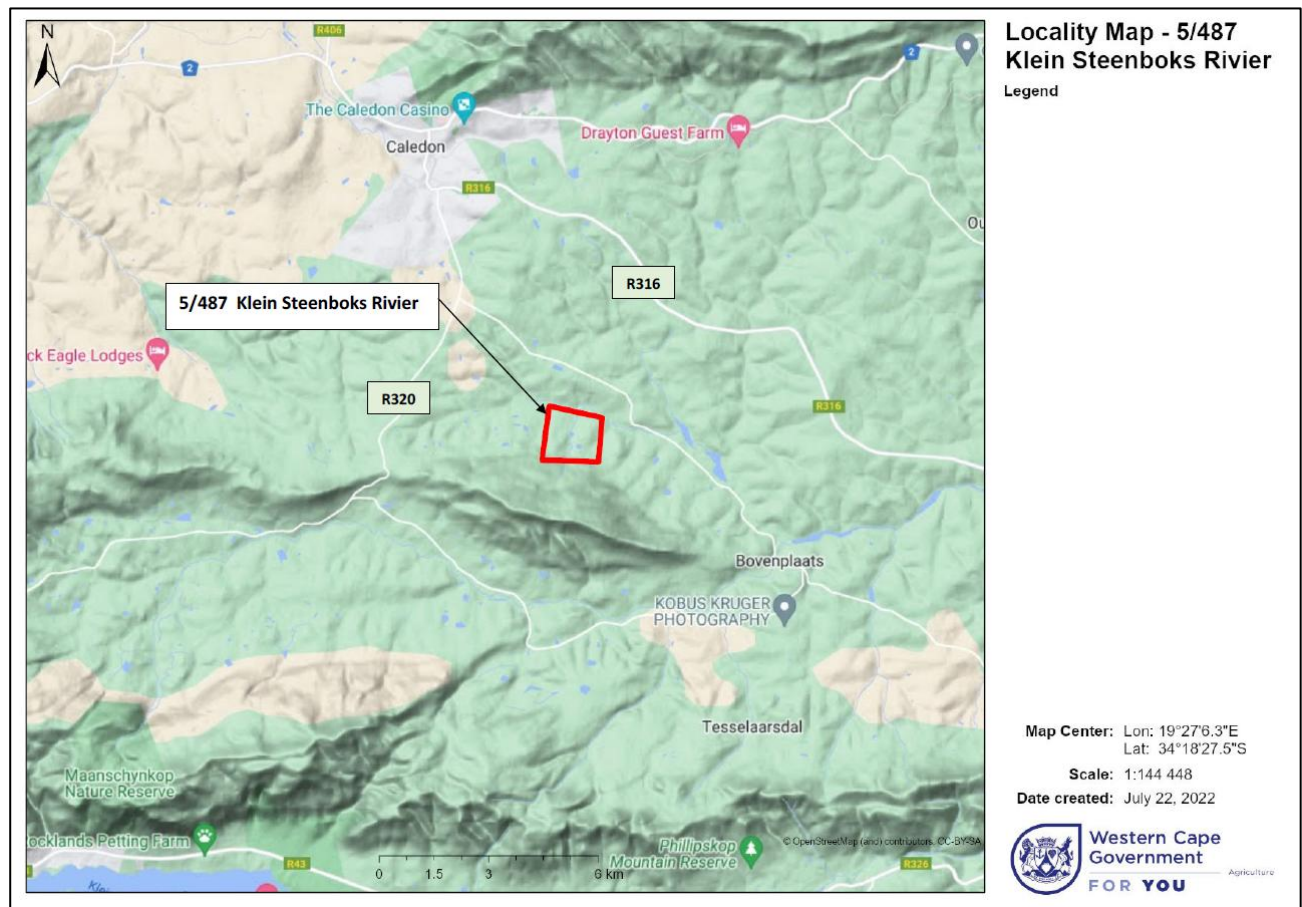 N
R406
2
2
The Caledon Casino
Drayton Guest Farm
Caledon
R316
Ou
R316
5/487 Klein Steenboks Rivier
ck Eagle Lodges
R320
R316
Bovenplaats
KOBUS KRUGER
PHOTOGRAPHY
Tesselaarsdal
Maanschynkop
Nature Reserve
ocklands Petting Farm
R43
Phillipskop
Mountain Reserve
© OpenStreetMap (and) contributors, CC-BY-SA
R326
0 1.5 3 6 km
Kle
Locality Map - 5/487
Klein Steenboks Rivier
Legend
Map Center: Lon: 19°27'6.3"E
Lat: 34°18'27.5"S
Scale: 1:144 448
Date created: July 22, 2022
Western Cape
Government
Agriculture
FOR YOU